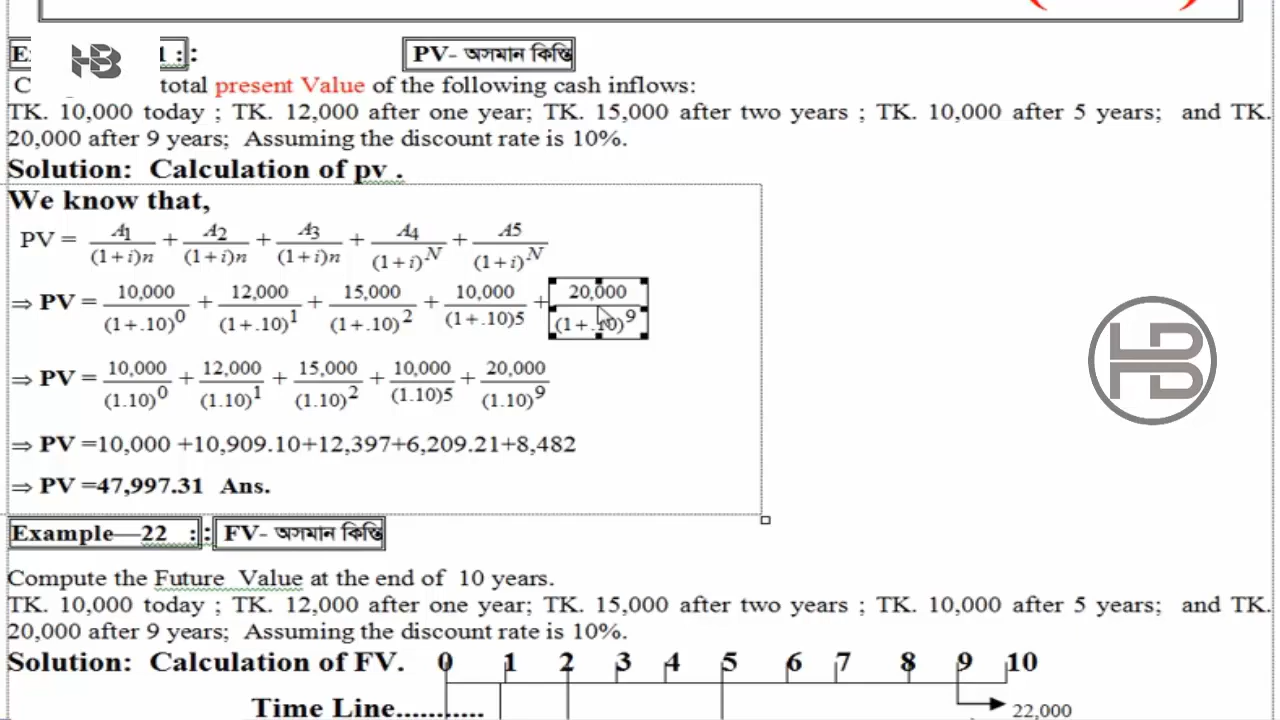 1 : : PV- অসমান কিস্তি
total present Value of the following cash inflows:
TK. 10,000 today ; TK. 12,000 after one year; TK. 15,000 after two years ; TK. 10,000 after 5 years; and TK.
20,000 after 9 years; Assuming the discount rate is 10%.
Solution: Calculation of pv .
We know that,
PV = A1/(1+i)n + A2/(1+i)n + A3/(1+i)n + A4/(1+i)^N + A5/(1+i)^N
⇒ PV = 10,000/(1+.10)^0 + 12,000/(1+.10)^1 + 15,000/(1+.10)^2 + 10,000/(1+.10)5 + 20,000/(1+.10)^9
⇒ PV = 10,000/(1.10)^0 + 12,000/(1.10)^1 + 15,000/(1.10)^2 + 10,000/(1.10)5 + 20,000/(1.10)^9
⇒ PV =10,000 +10,909.10+12,397+6,209.21+8,482
⇒ PV =47,997.31 Ans.
Example—22 : : FV- অসমান কিস্তি
Compute the Future Value at the end of 10 years.
TK. 10,000 today ; TK. 12,000 after one year; TK. 15,000 after two years ; TK. 10,000 after 5 years; and TK.
20,000 after 9 years; Assuming the discount rate is 10%.
Solution: Calculation of FV. 0 1 2 3 4 5 6 7 8 9 10
Time Line........... 22,000